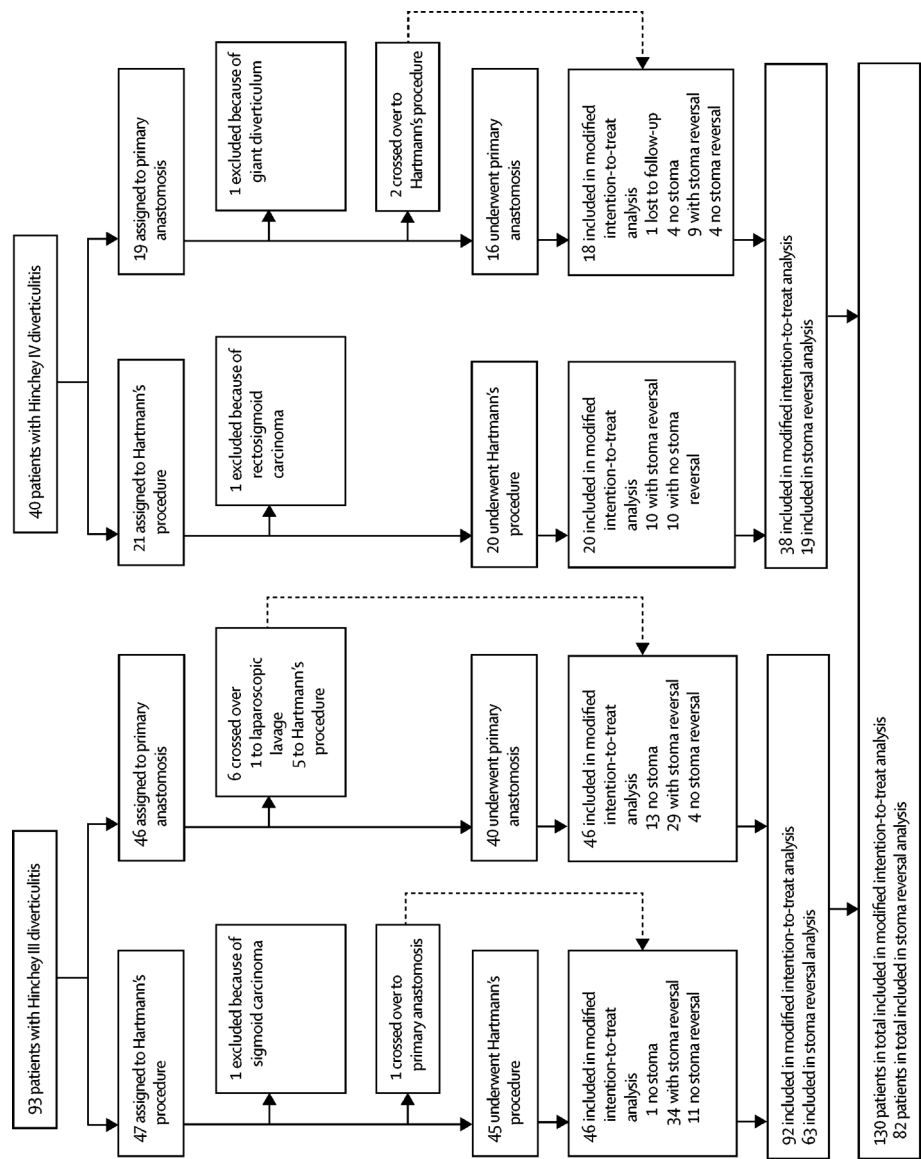 93 patients with Hinchey III diverticulitis
47 assigned to Hartmann's
procedure
1 excluded because of
sigmoid carcinoma
1 crossed over to
primary anastomosis
45 underwent Hartmann's
procedure
46 included in modified
intention-to-treat
analysis
1 no stoma
34 with stoma reversal
11 no stoma reversal
46 assigned to primary
anastomosis
6 crossed over
1 to laparoscopic
lavage
5 to Hartmann's
procedure
40 underwent primary
anastomosis
46 included in modified
intention-to-treat
analysis
13 no stoma
29 with stoma reversal
4 no stoma reversal
92 included in modified intention-to-treat analysis
63 included in stoma reversal analysis
40 patients with Hinchey IV diverticulitis
21 assigned to Hartmann's
procedure
1 excluded because of
rectosigmoid
carcinoma
20 underwent Hartmann's
procedure
20 included in modified
intention-to-treat
analysis
10 with stoma reversal
10 with no stoma
reversal
19 assigned to primary
anastomosis
1 excluded because of
giant diverticulum
2 crossed over to
Hartmann's procedure
16 underwent primary
anastomosis
18 included in modified
intention-to-treat
analysis
1 lost to follow-up
4 no stoma
9 with stoma reversal
4 no stoma reversal
38 included in modified intention-to-treat analysis
19 included in stoma reversal analysis
130 patients in total included in modified intention-to-treat analysis
82 patients in total included in stoma reversal analysis